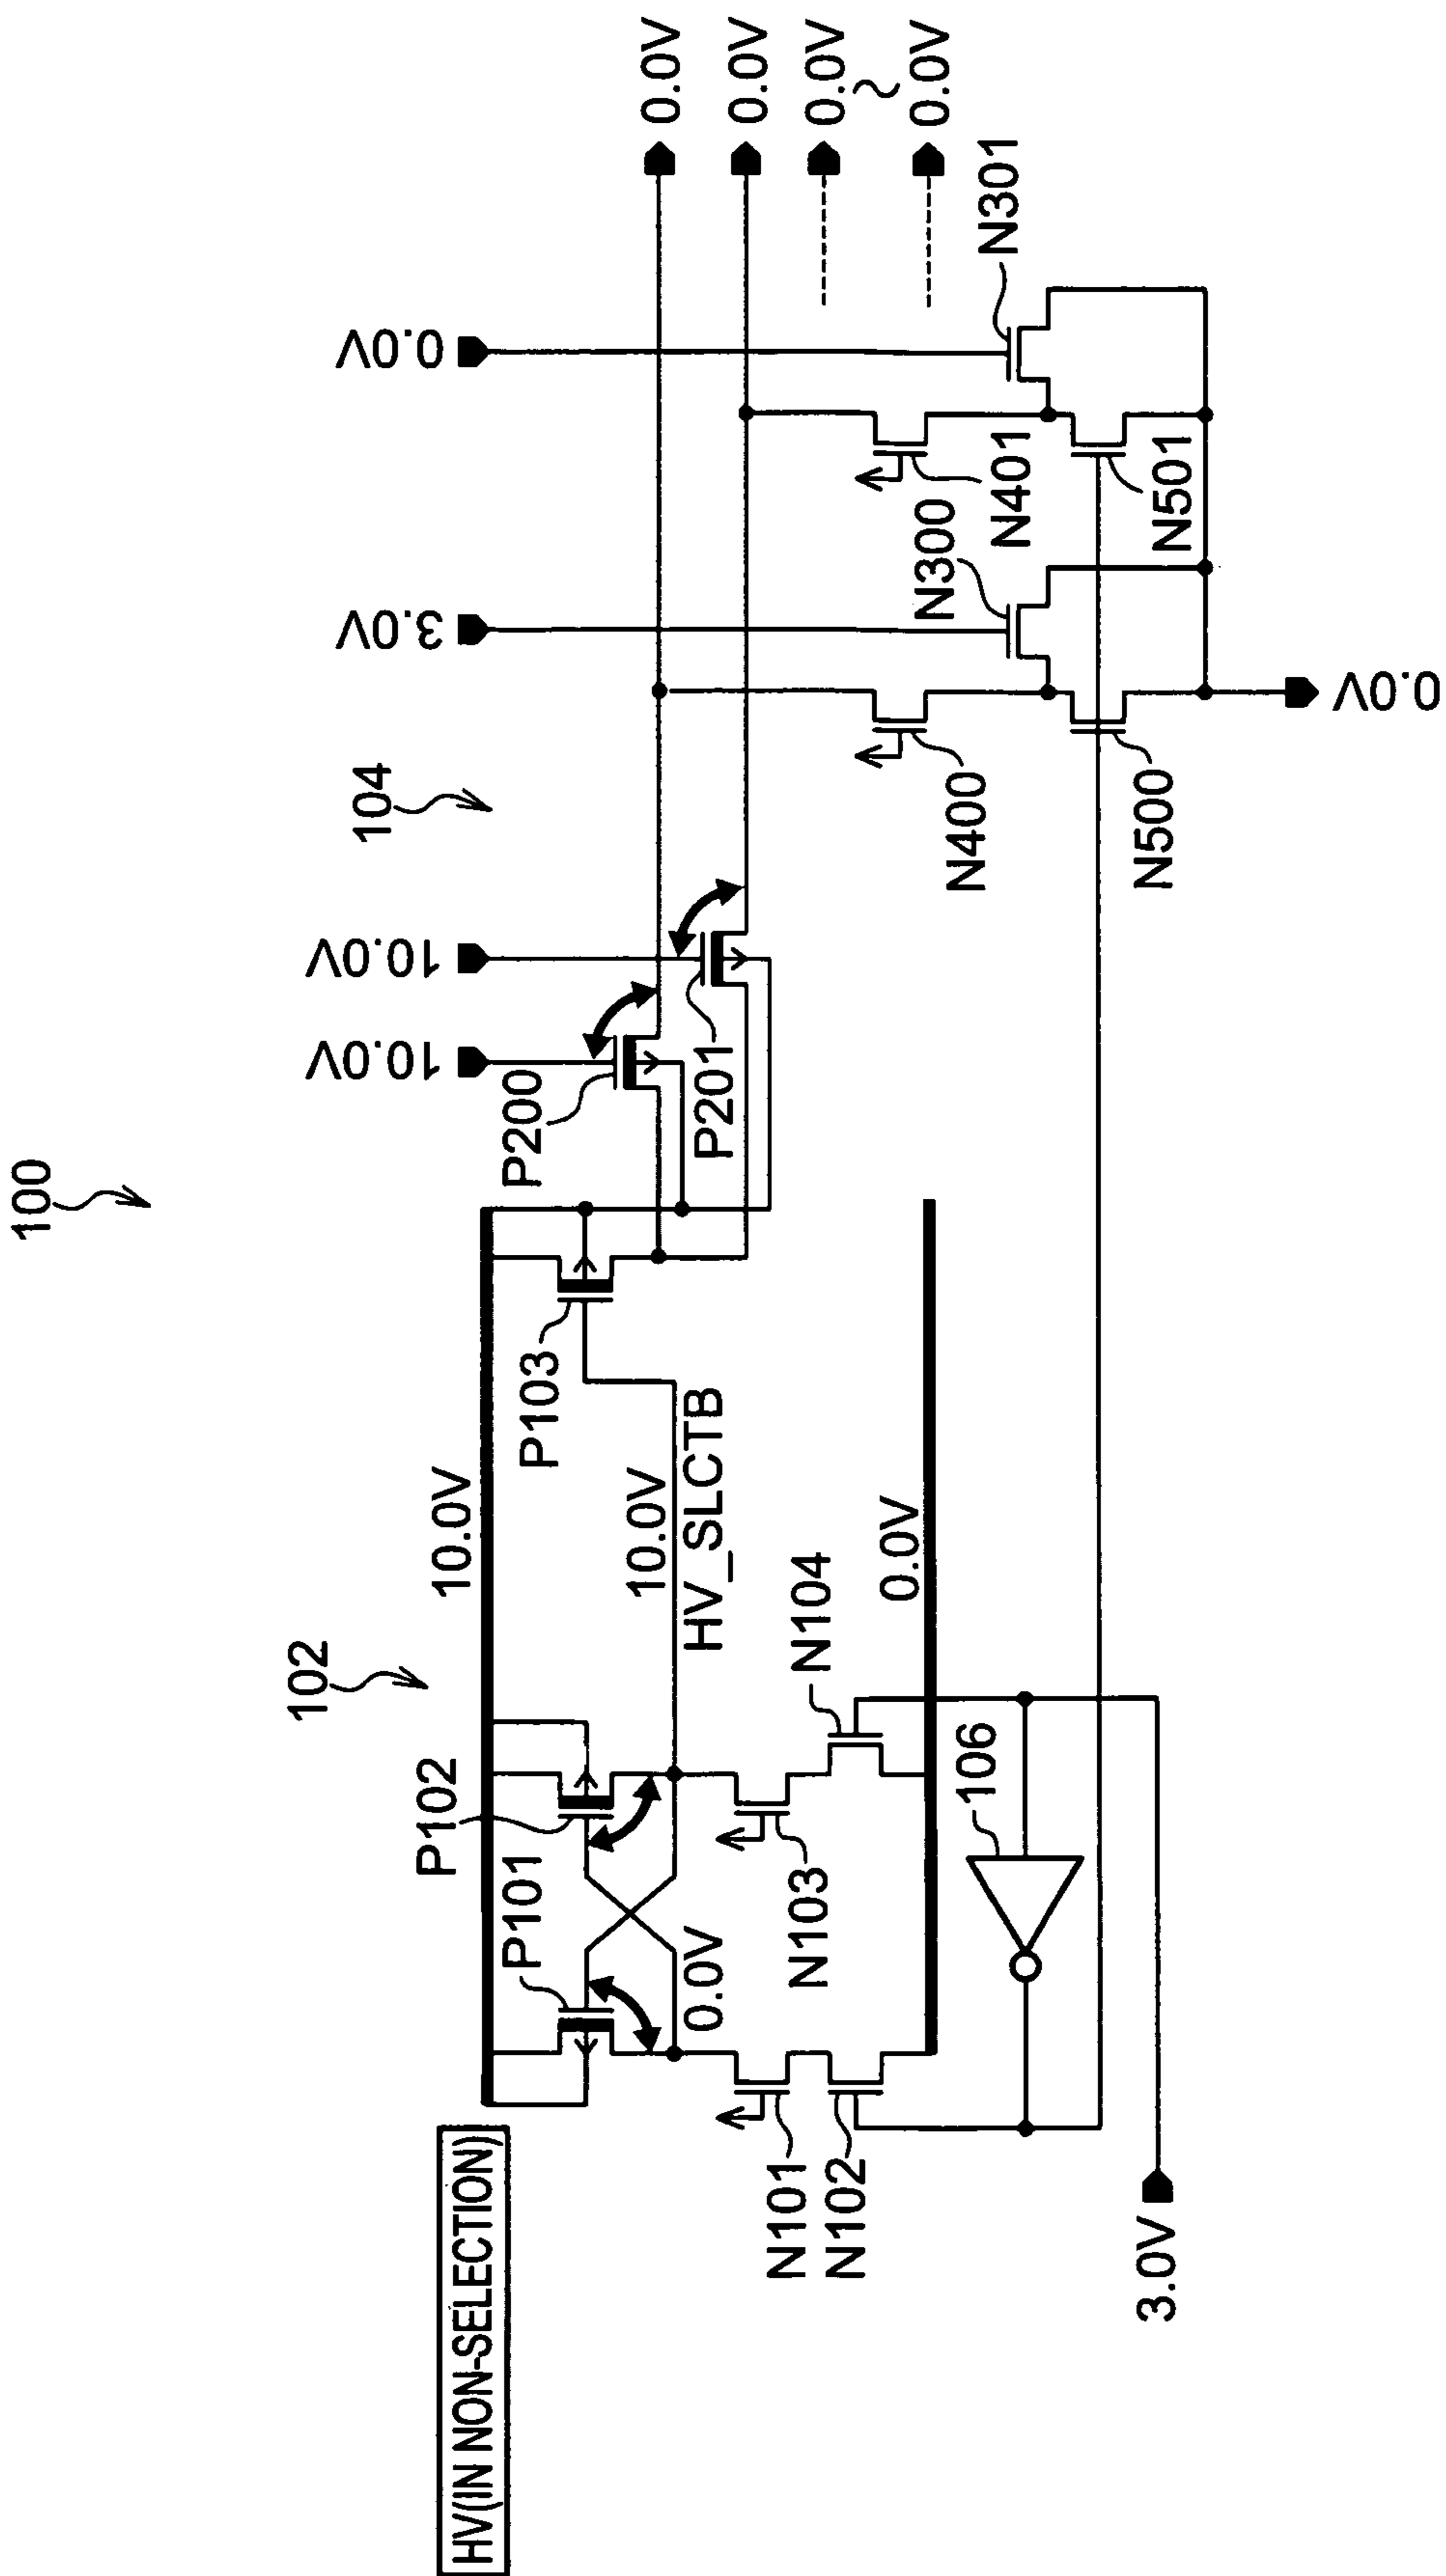 100
HV(IN NON-SELECTION)
102
104
10.0V
10.0V
10.0V
3.0V
0.0V
P101
P102
P103
P200
P201
0.0V
0.0V
0.0V
~
0.0V
10.0V
HV_SLCTB
0.0V
N101
N102
N103
N104
0.0V
N400
N300
N401
N301
N500
N501
106
3.0V
0.0V